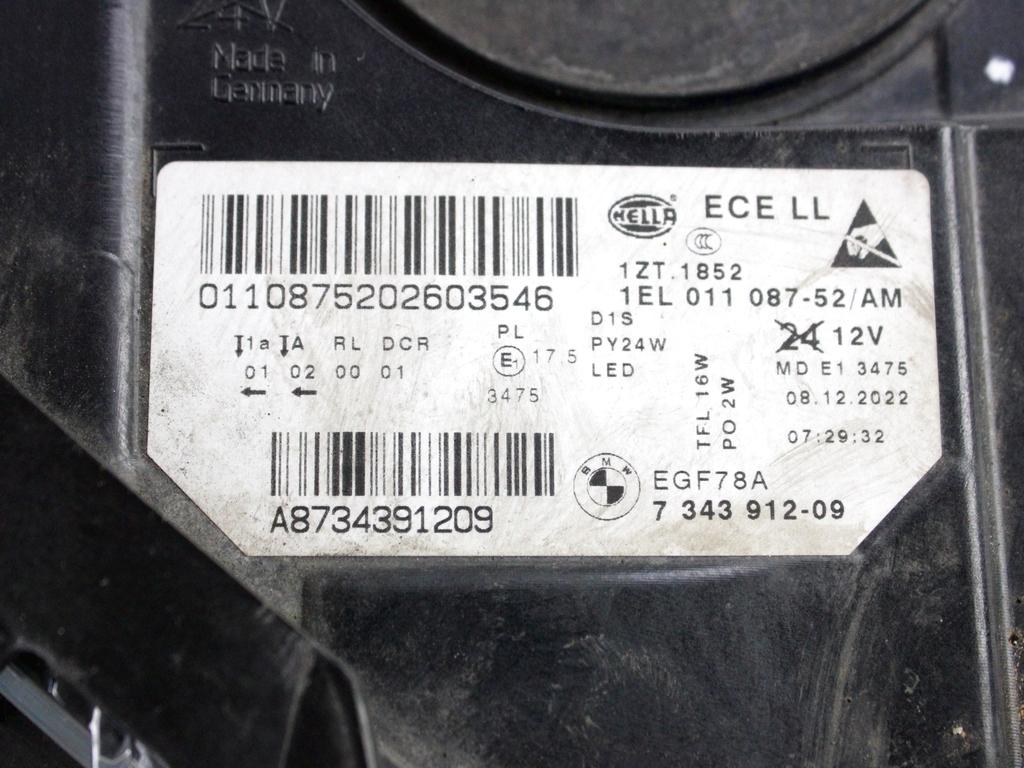 Made in
Germany
HELLA
ECE LL
CCC
0110875202603546
1ZT.1852
1EL 011 087-52/AM
1a A RL DCR
01 02 00 01
PL
E1 17.5
3475
D1S
PY24W
LED
TFL 16W
PO 2W
24 12V
MD E1 3475
08.12.2022
07:29:32
A8734391209
BMW
EGF78A
7 343 912-09